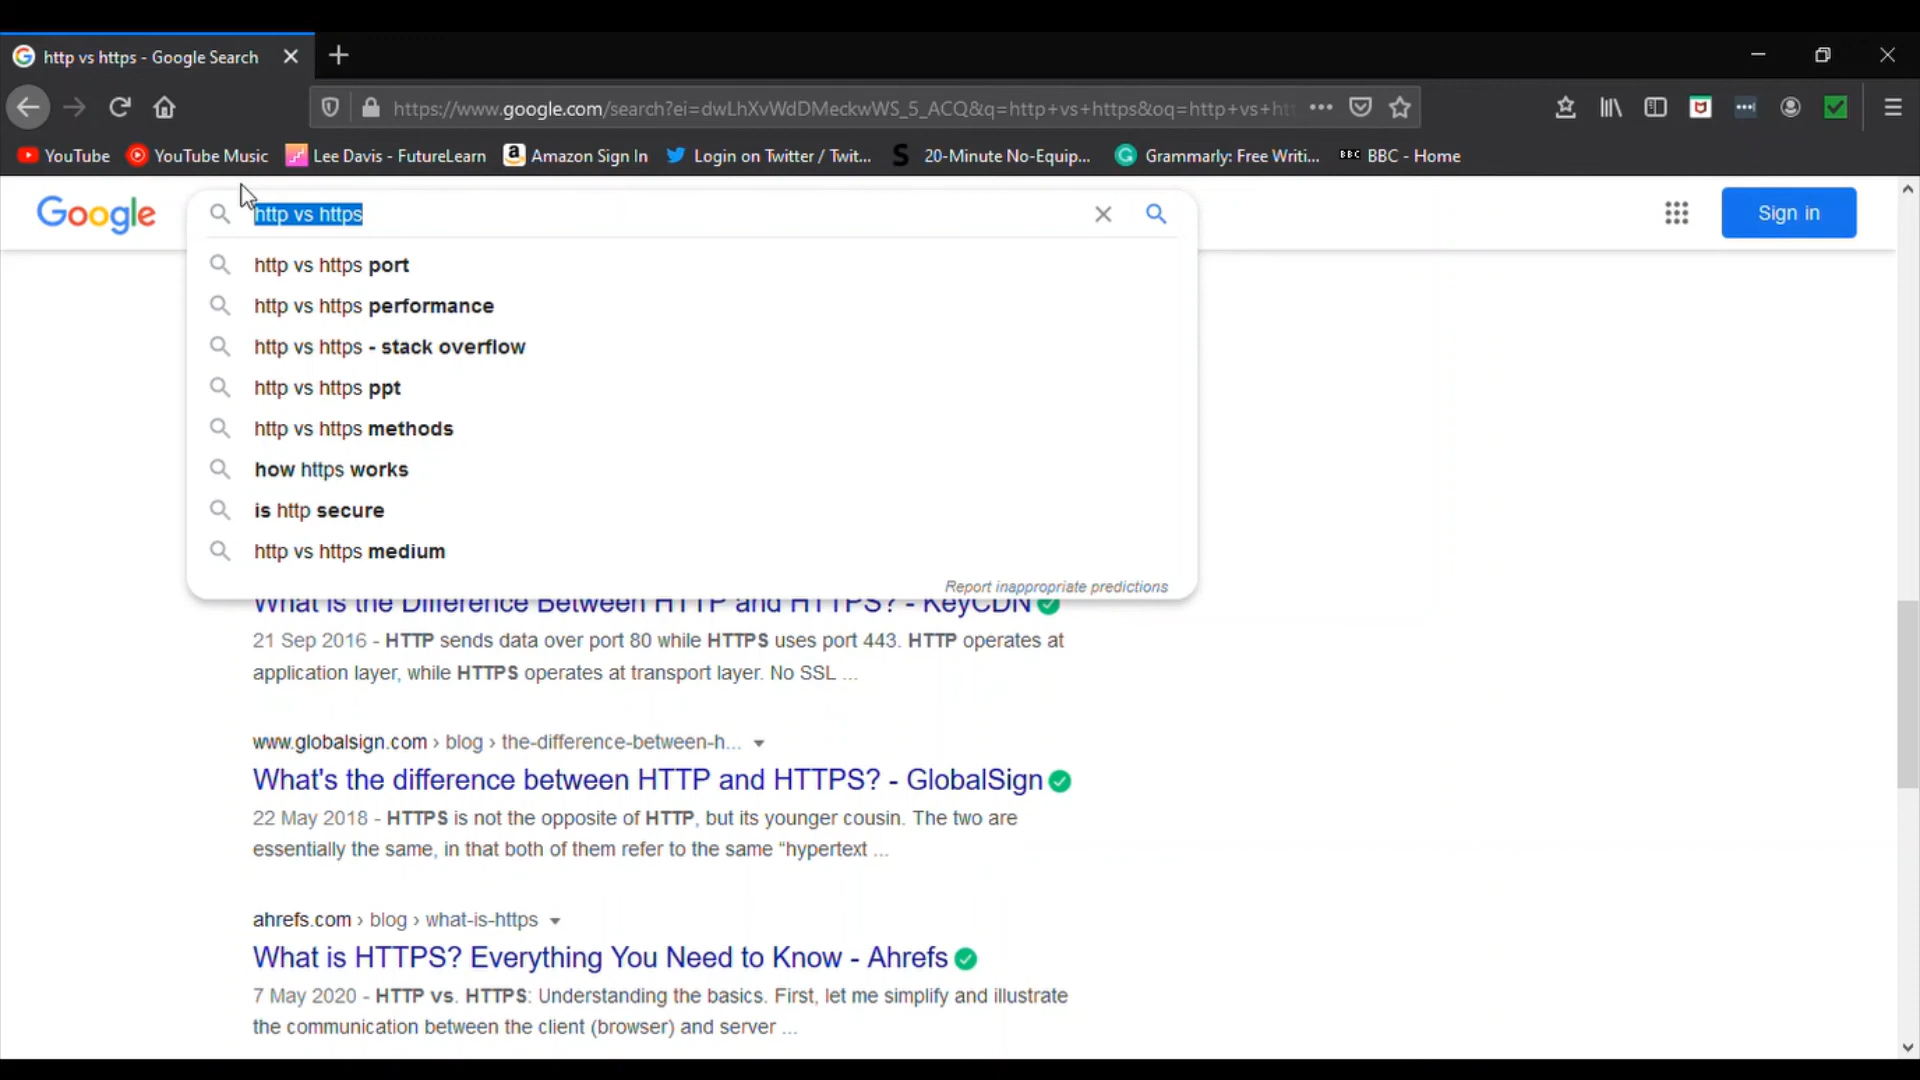 http vs https - Google Search
https://www.google.com/search?ei=dwLhXvWdDMeckwWS_5_ACQ&q=http+vs+https&oq=http+vs+htt
YouTube
YouTube Music
Lee Davis - FutureLearn
Amazon Sign In
Login on Twitter / Twit...
20-Minute No-Equip...
Grammarly: Free Writi...
BBC
BBC - Home
Google
http vs https
Sign in
http vs https port
http vs https performance
http vs https - stack overflow
http vs https ppt
http vs https methods
how https works
is http secure
http vs https medium
Report inappropriate predictions
What is the Difference Between HTTP and HTTPS? - KeyCDN
21 Sep 2016 - HTTP sends data over port 80 while HTTPS uses port 443. HTTP operates at
application layer, while HTTPS operates at transport layer. No SSL ...
www.globalsign.com › blog › the-difference-between-h...
What's the difference between HTTP and HTTPS? - GlobalSign
22 May 2018 - HTTPS is not the opposite of HTTP, but its younger cousin. The two are
essentially the same, in that both of them refer to the same “hypertext ...
ahrefs.com › blog › what-is-https
What is HTTPS? Everything You Need to Know - Ahrefs
7 May 2020 - HTTP vs. HTTPS: Understanding the basics. First, let me simplify and illustrate
the communication between the client (browser) and server ...